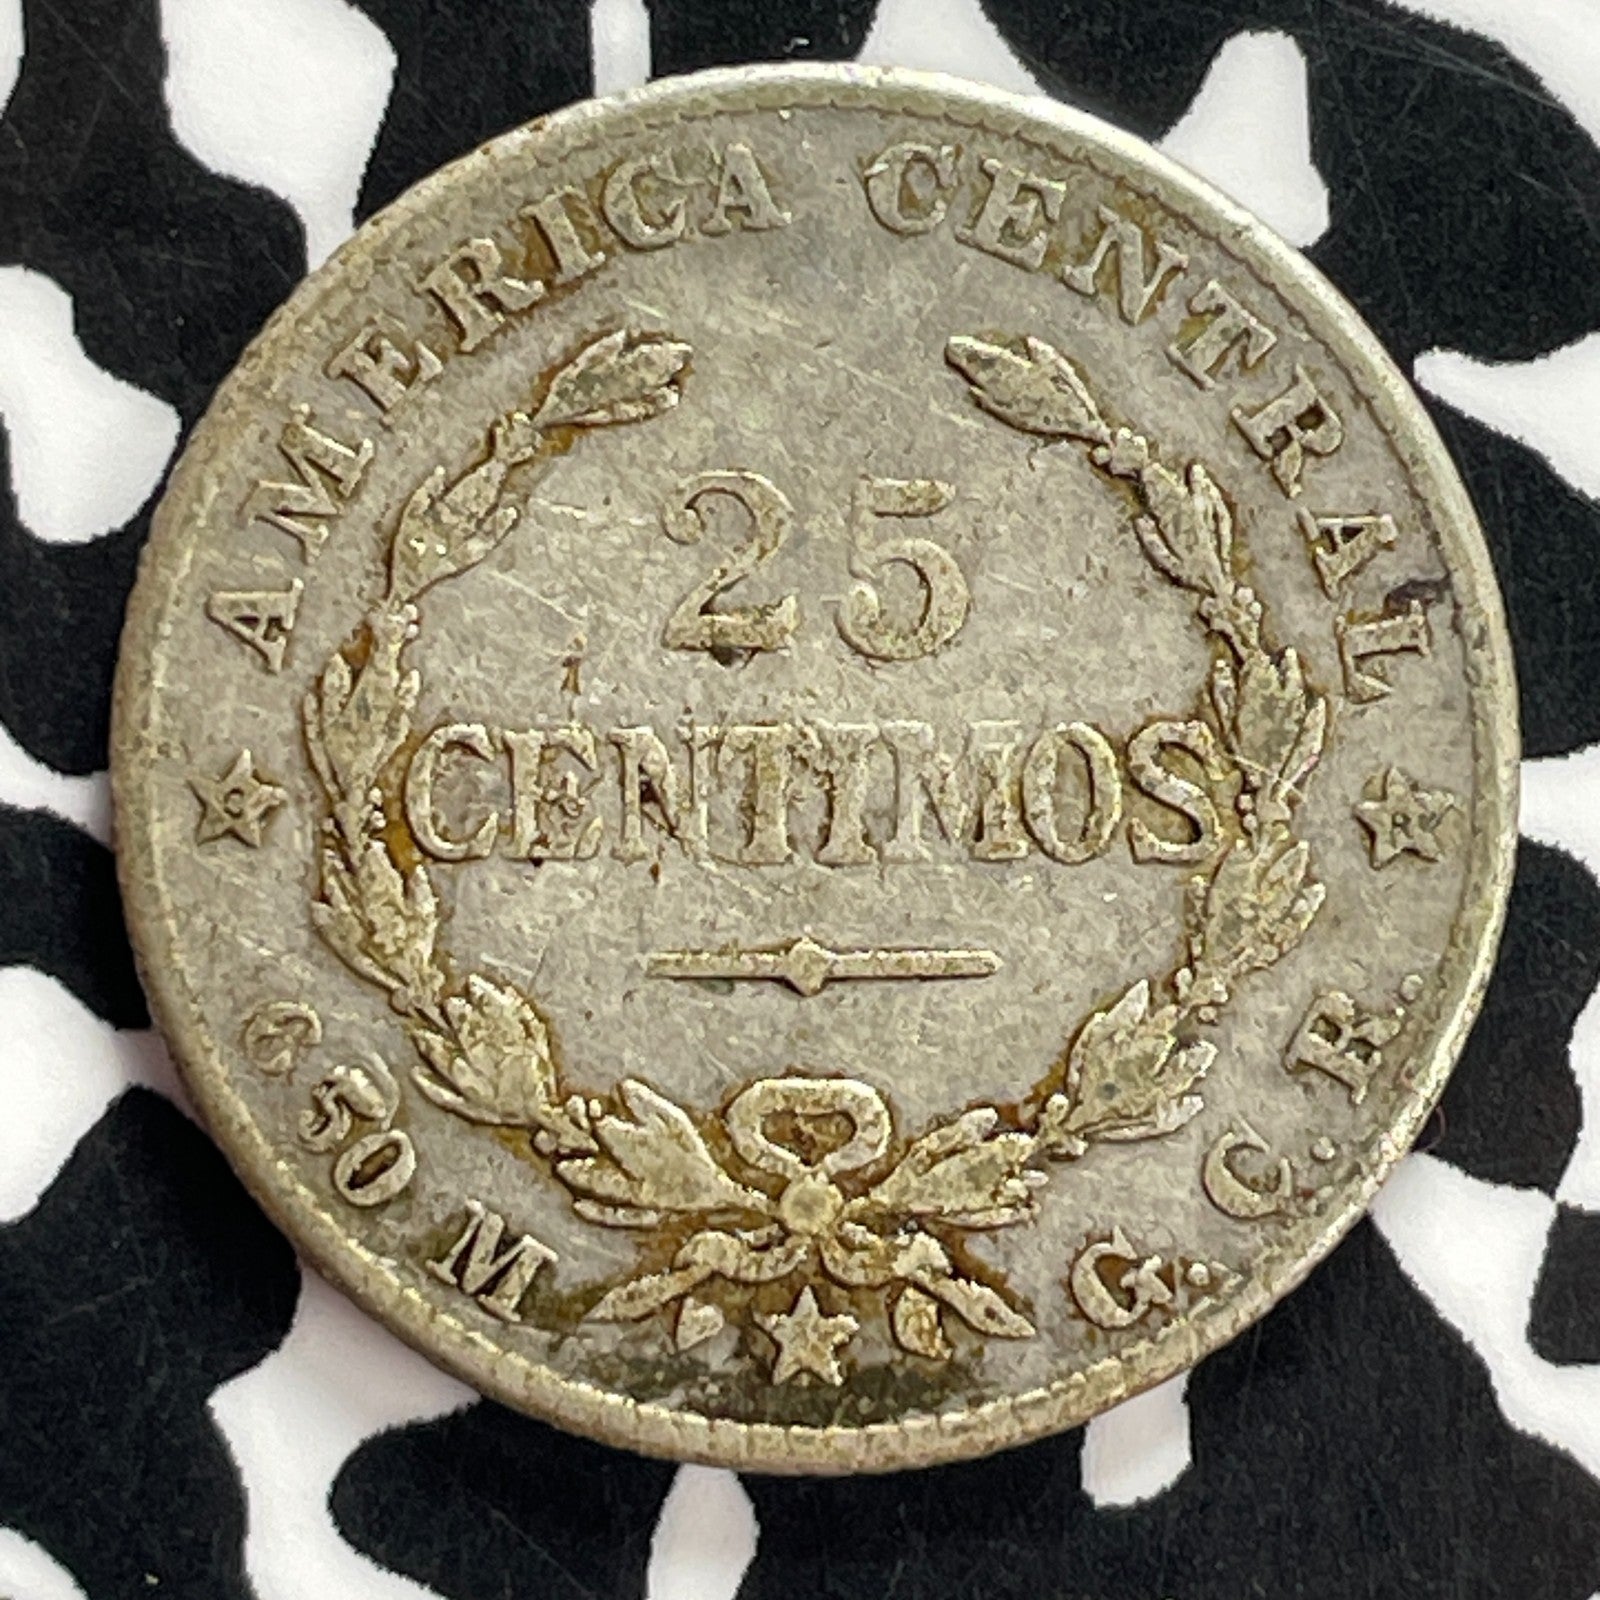 AMERICA CENTRAL
25
CENTIMOS
650 M
G. C. R.